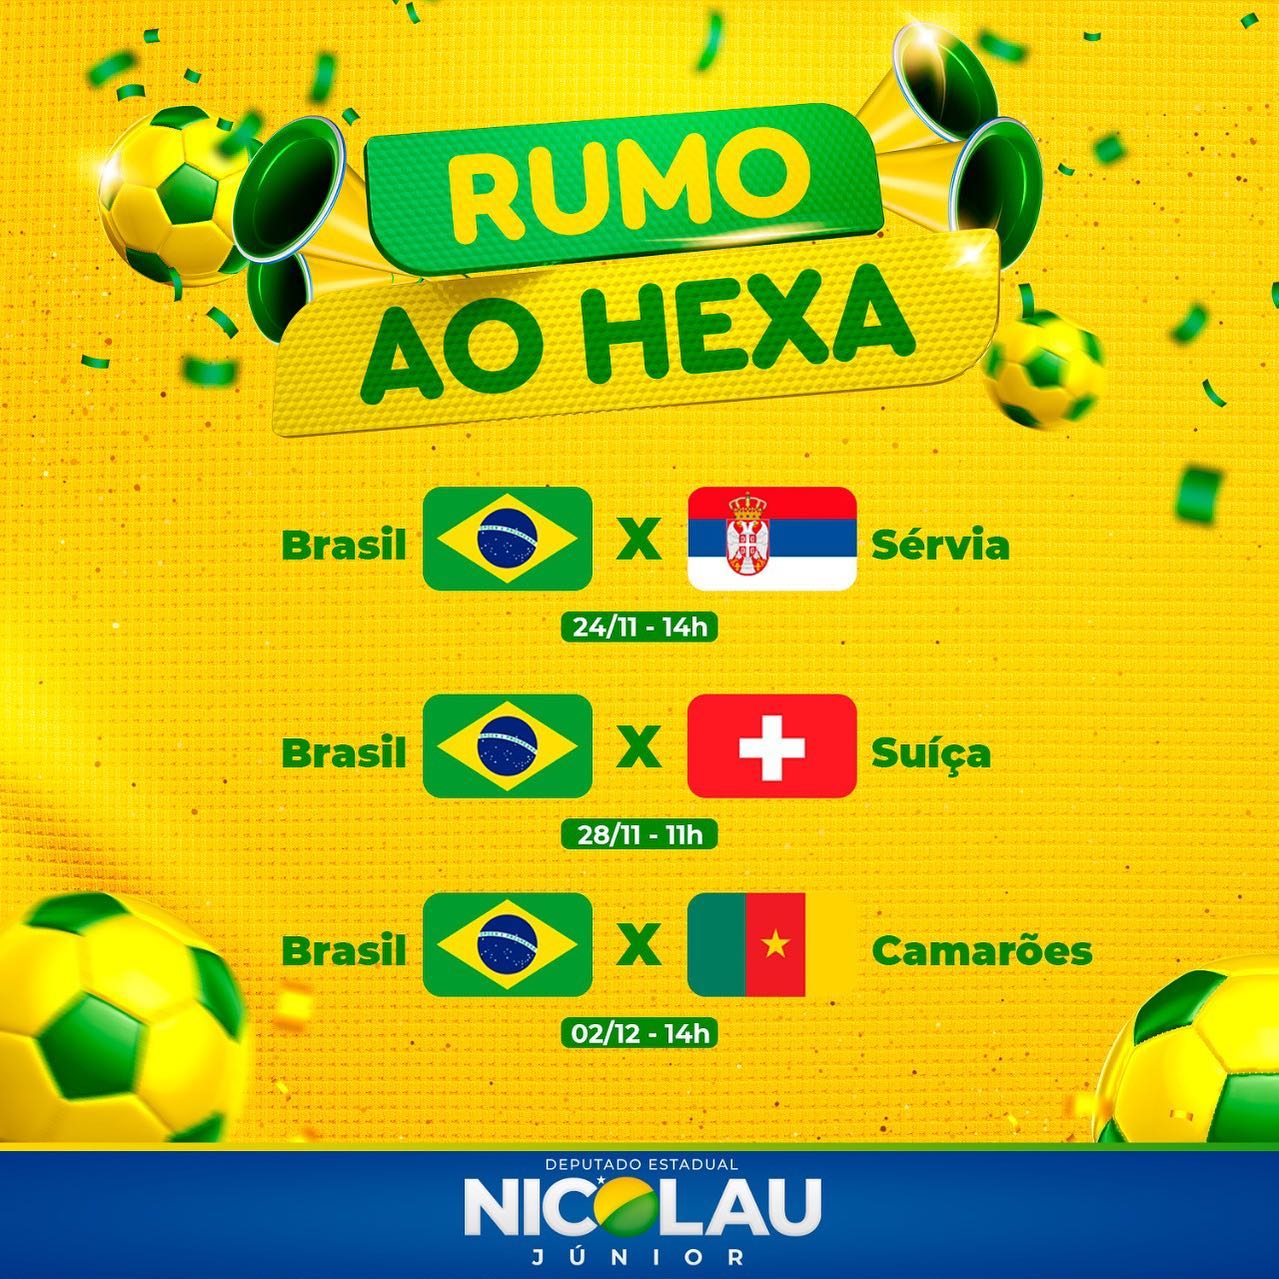 RUMO
AO HEXA
Brasil X Sérvia
24/11 - 14h
Brasil X Suíça
28/11 - 11h
Brasil X Camarões
02/12 - 14h
DEPUTADO ESTADUAL
NICOLAU
JÚNIOR